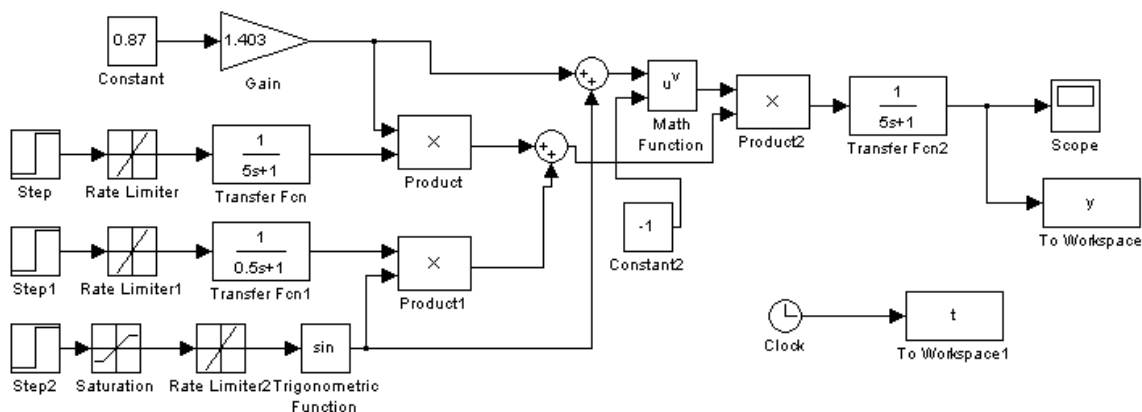 0.87
Constant
1.403
Gain
+
+
u^v
Math
Function
×
Product2
1
5s+1
Transfer Fcn2
Scope
Step
Rate Limiter
1
5s+1
Transfer Fcn
×
Product
+
+
y
To Workspace
-1
Constant2
Step1
Rate Limiter1
1
0.5s+1
Transfer Fcn1
×
Product1
Clock
t
To Workspace1
Step2
Saturation
Rate Limiter2
sin
Trigonometric
Function